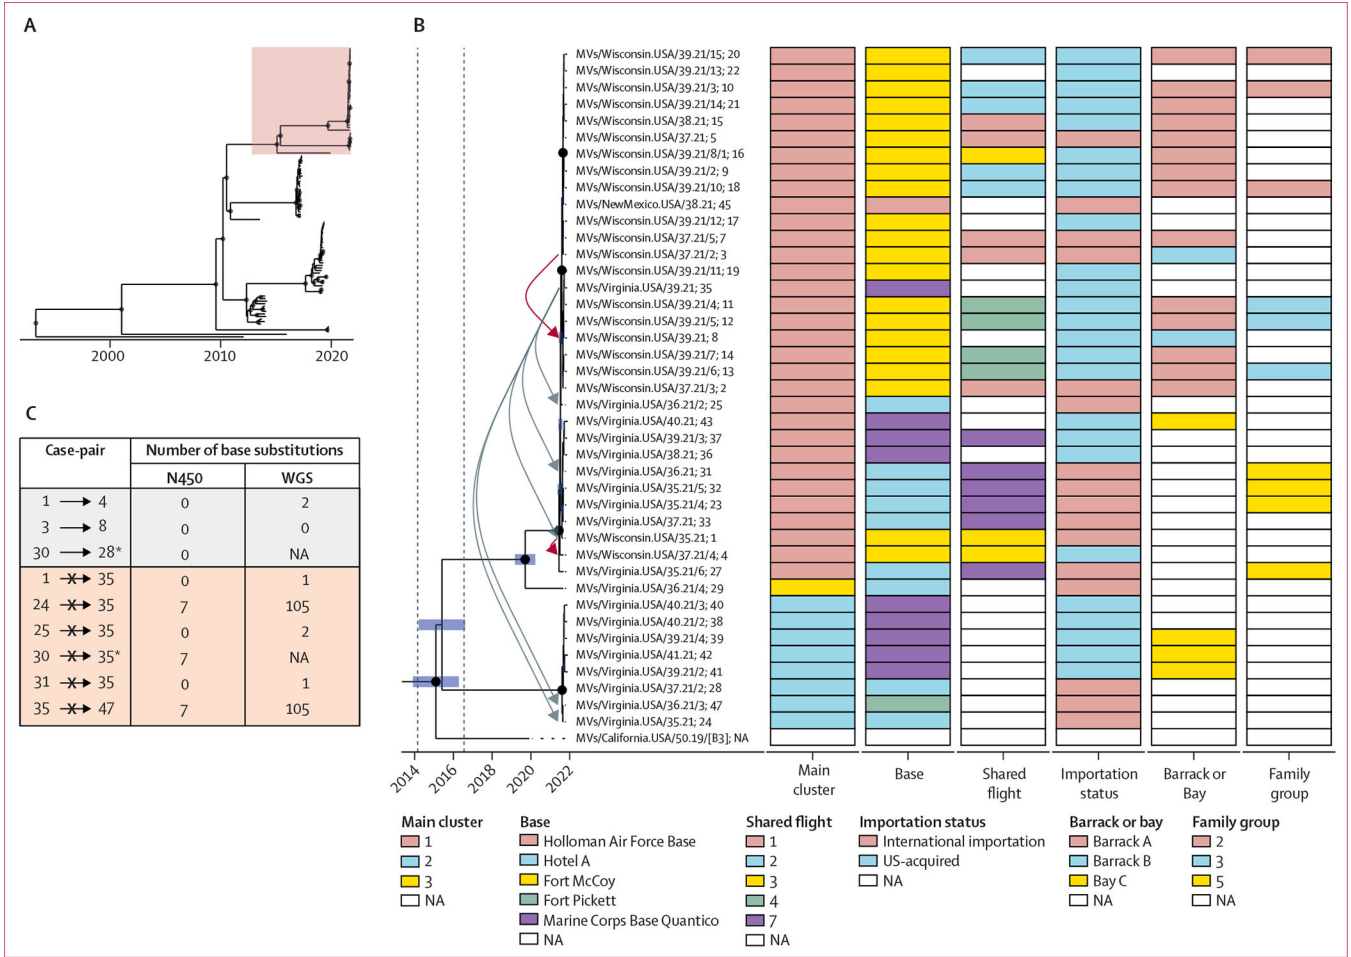 A
2000
2010
2020
B
MVs/Wisconsin.USA/39.21/15; 20
MVs/Wisconsin.USA/39.21/13; 22
MVs/Wisconsin.USA/39.21/3; 10
MVs/Wisconsin.USA/39.21/14; 21
MVs/Wisconsin.USA/38.21; 15
MVs/Wisconsin.USA/37.21; 5
MVs/Wisconsin.USA/39.21/8/1; 16
MVs/Wisconsin.USA/39.21/2; 9
MVs/Wisconsin.USA/39.21/10; 18
MVs/NewMexico.USA/38.21; 45
MVs/Wisconsin.USA/39.21/12; 17
MVs/Wisconsin.USA/37.21/5; 7
MVs/Wisconsin.USA/37.21/2; 3
MVs/Wisconsin.USA/39.21/11; 19
MVs/Virginia.USA/39.21; 35
MVs/Wisconsin.USA/39.21/4; 11
MVs/Wisconsin.USA/39.21/5; 12
MVs/Wisconsin.USA/39.21; 8
MVs/Wisconsin.USA/39.21/7; 14
MVs/Wisconsin.USA/39.21/6; 13
MVs/Wisconsin.USA/37.21/3; 2
MVs/Virginia.USA/36.21/2; 25
MVs/Virginia.USA/40.21; 43
MVs/Virginia.USA/39.21/3; 37
MVs/Virginia.USA/38.21; 36
MVs/Virginia.USA/36.21; 31
MVs/Virginia.USA/35.21/5; 32
MVs/Virginia.USA/35.21/4; 23
MVs/Virginia.USA/37.21; 33
MVs/Wisconsin.USA/35.21; 1
MVs/Wisconsin.USA/37.21/4; 4
MVs/Virginia.USA/35.21/6; 27
MVs/Virginia.USA/36.21/4; 29
MVs/Virginia.USA/40.21/3; 40
MVs/Virginia.USA/40.21/2; 38
MVs/Virginia.USA/39.21/4; 39
MVs/Virginia.USA/41.21; 42
MVs/Virginia.USA/39.21/2; 41
MVs/Virginia.USA/37.21/2; 28
MVs/Virginia.USA/36.21/3; 47
MVs/Virginia.USA/35.21; 24
MVs/California.USA/50.19/[B3]; NA
2014
2016
2018
2020
2022
Main
cluster
Base
Shared
flight
Importation
status
Barrack or
Bay
Family
group
Main cluster
1
2
3
NA
Base
Holloman Air Force Base
Hotel A
Fort McCoy
Fort Pickett
Marine Corps Base Quantico
NA
Shared flight
1
2
3
4
7
NA
Importation status
International importation
US-acquired
NA
Barrack or bay
Barrack A
Barrack B
Bay C
NA
Family group
2
3
5
NA
C
Case-pair Number of base substitutions
N450 WGS
1 → 4 0 2
3 → 8 0 0
30 → 28* 0 NA
1 X→ 35 0 1
24 X→ 35 7 105
25 X→ 35 0 2
30 X→ 35* 7 NA
31 X→ 35 0 1
35 X→ 47 7 105